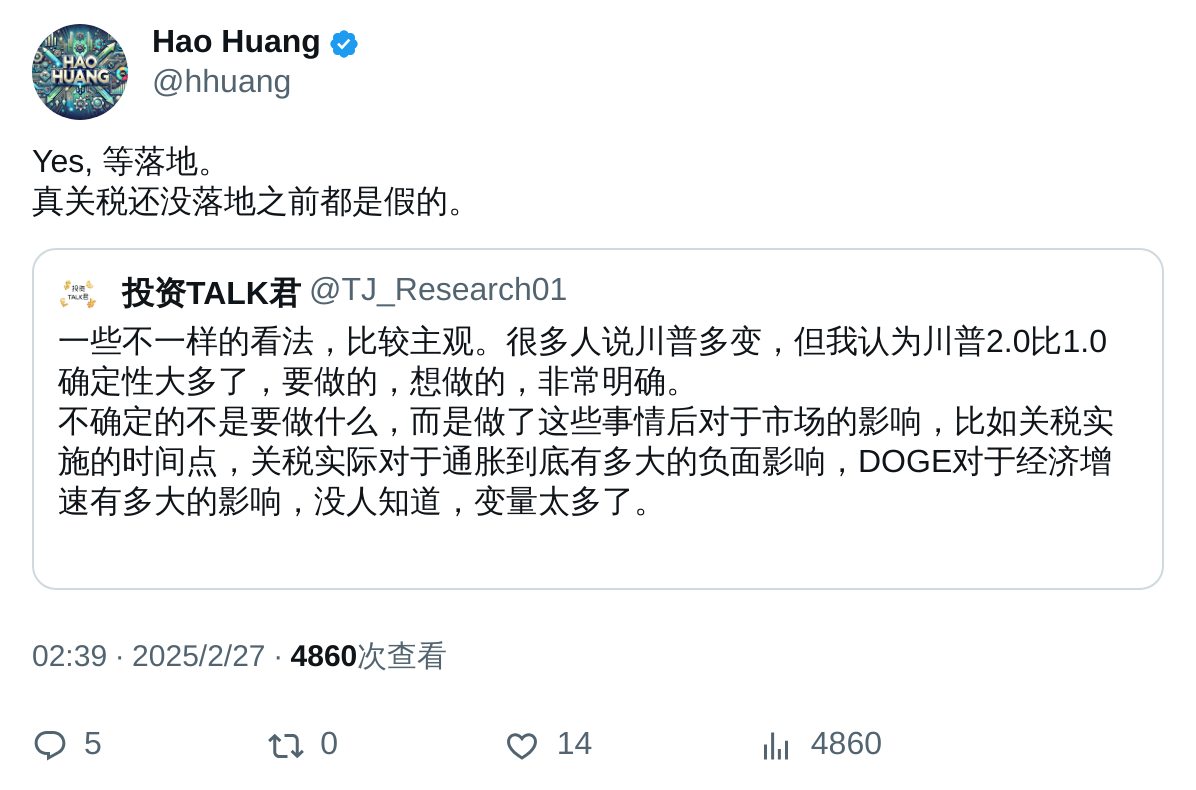 HAO
HUANG
Hao Huang
@hhuang
Yes, 等落地。
真关税还没落地之前都是假的。
投资
TALK君
投资TALK君 @TJ_Research01
一些不一样的看法，比较主观。很多人说川普多变，但我认为川普2.0比1.0
确定性大多了，要做的，想做的，非常明确。
不确定的不是要做什么，而是做了这些事情后对于市场的影响，比如关税实
施的时间点，关税实际对于通胀到底有多大的负面影响，DOGE对于经济增
速有多大的影响，没人知道，变量太多了。
02:39 · 2025/2/27 · 4860次查看
5 0 14 4860